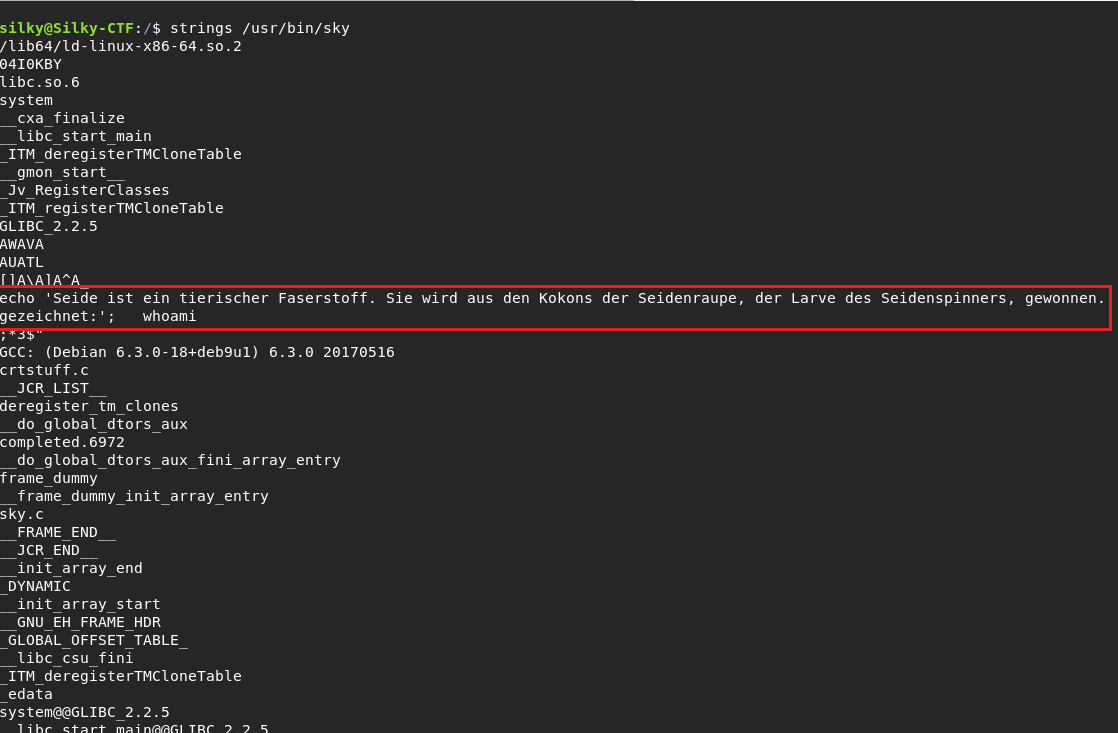 silky@Silky-CTF:/$ strings /usr/bin/sky
/lib64/ld-linux-x86-64.so.2
04I0KBY
libc.so.6
system
__cxa_finalize
__libc_start_main
_ITM_deregisterTMCloneTable
__gmon_start__
_Jv_RegisterClasses
_ITM_registerTMCloneTable
GLIBC_2.2.5
AWAVA
AUATL
[]A\A]A^A_
echo 'Seide ist ein tierischer Faserstoff. Sie wird aus den Kokons der Seidenraupe, der Larve des Seidenspinners, gewonnen.
gezeichnet:';   whoami
;*3$"
GCC: (Debian 6.3.0-18+deb9u1) 6.3.0 20170516
crtstuff.c
__JCR_LIST__
deregister_tm_clones
__do_global_dtors_aux
completed.6972
__do_global_dtors_aux_fini_array_entry
frame_dummy
__frame_dummy_init_array_entry
sky.c
__FRAME_END__
__JCR_END__
__init_array_end
_DYNAMIC
__init_array_start
__GNU_EH_FRAME_HDR
_GLOBAL_OFFSET_TABLE_
__libc_csu_fini
_ITM_deregisterTMCloneTable
_edata
system@@GLIBC_2.2.5
__libc_start_main@@GLIBC_2.2.5